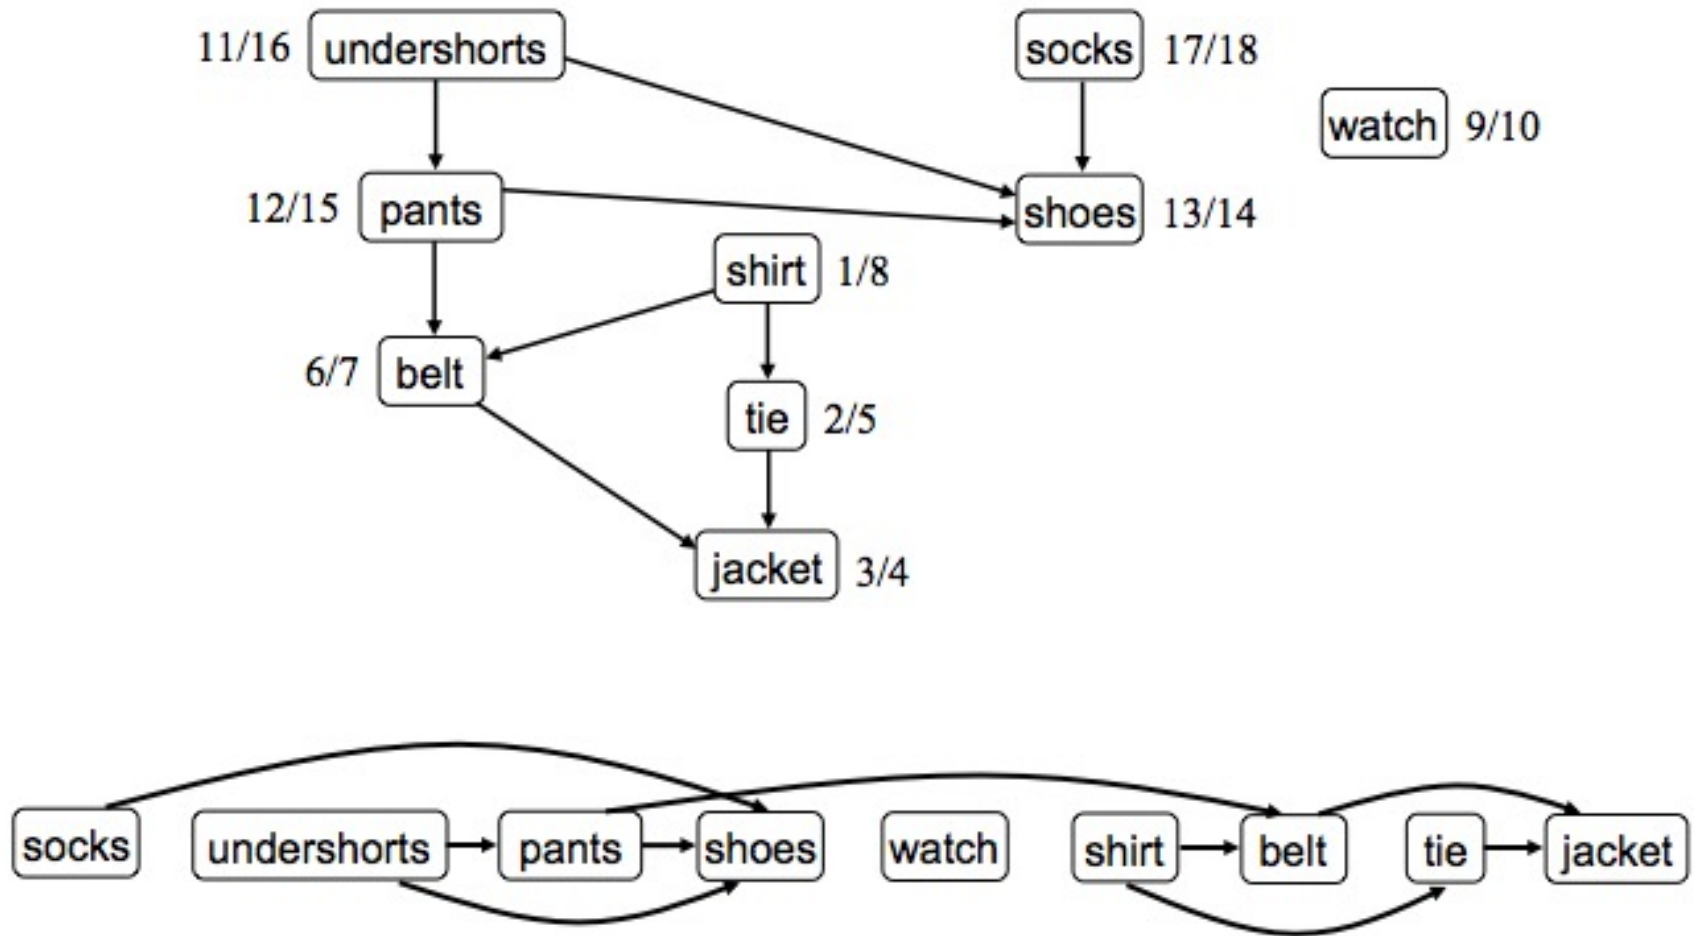 11/16 undershorts socks 17/18
watch 9/10
12/15 pants shoes 13/14
shirt 1/8
6/7 belt
tie 2/5
jacket 3/4
socks undershorts pants shoes watch shirt belt tie jacket